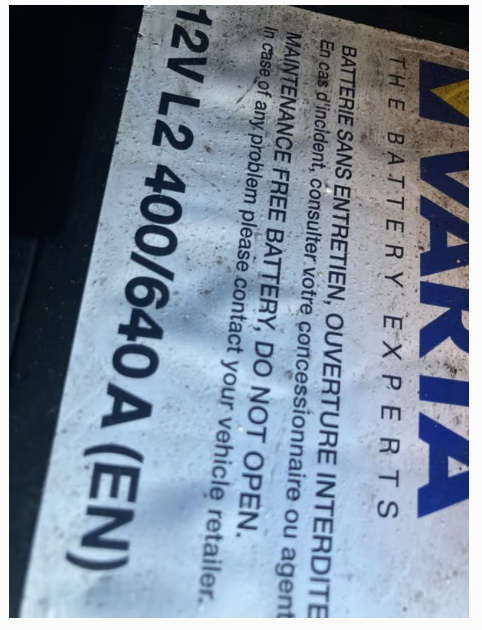 VARTA
THE BATTERY EXPERTS
BATTERIE SANS ENTRETIEN, OUVERTURE INTERDITE
En cas d'incident, consulter votre concessionnaire ou agent
MAINTENANCE FREE BATTERY, DO NOT OPEN.
In case of any problem please contact your vehicle retailer.
12V L2 400/640 A (EN)